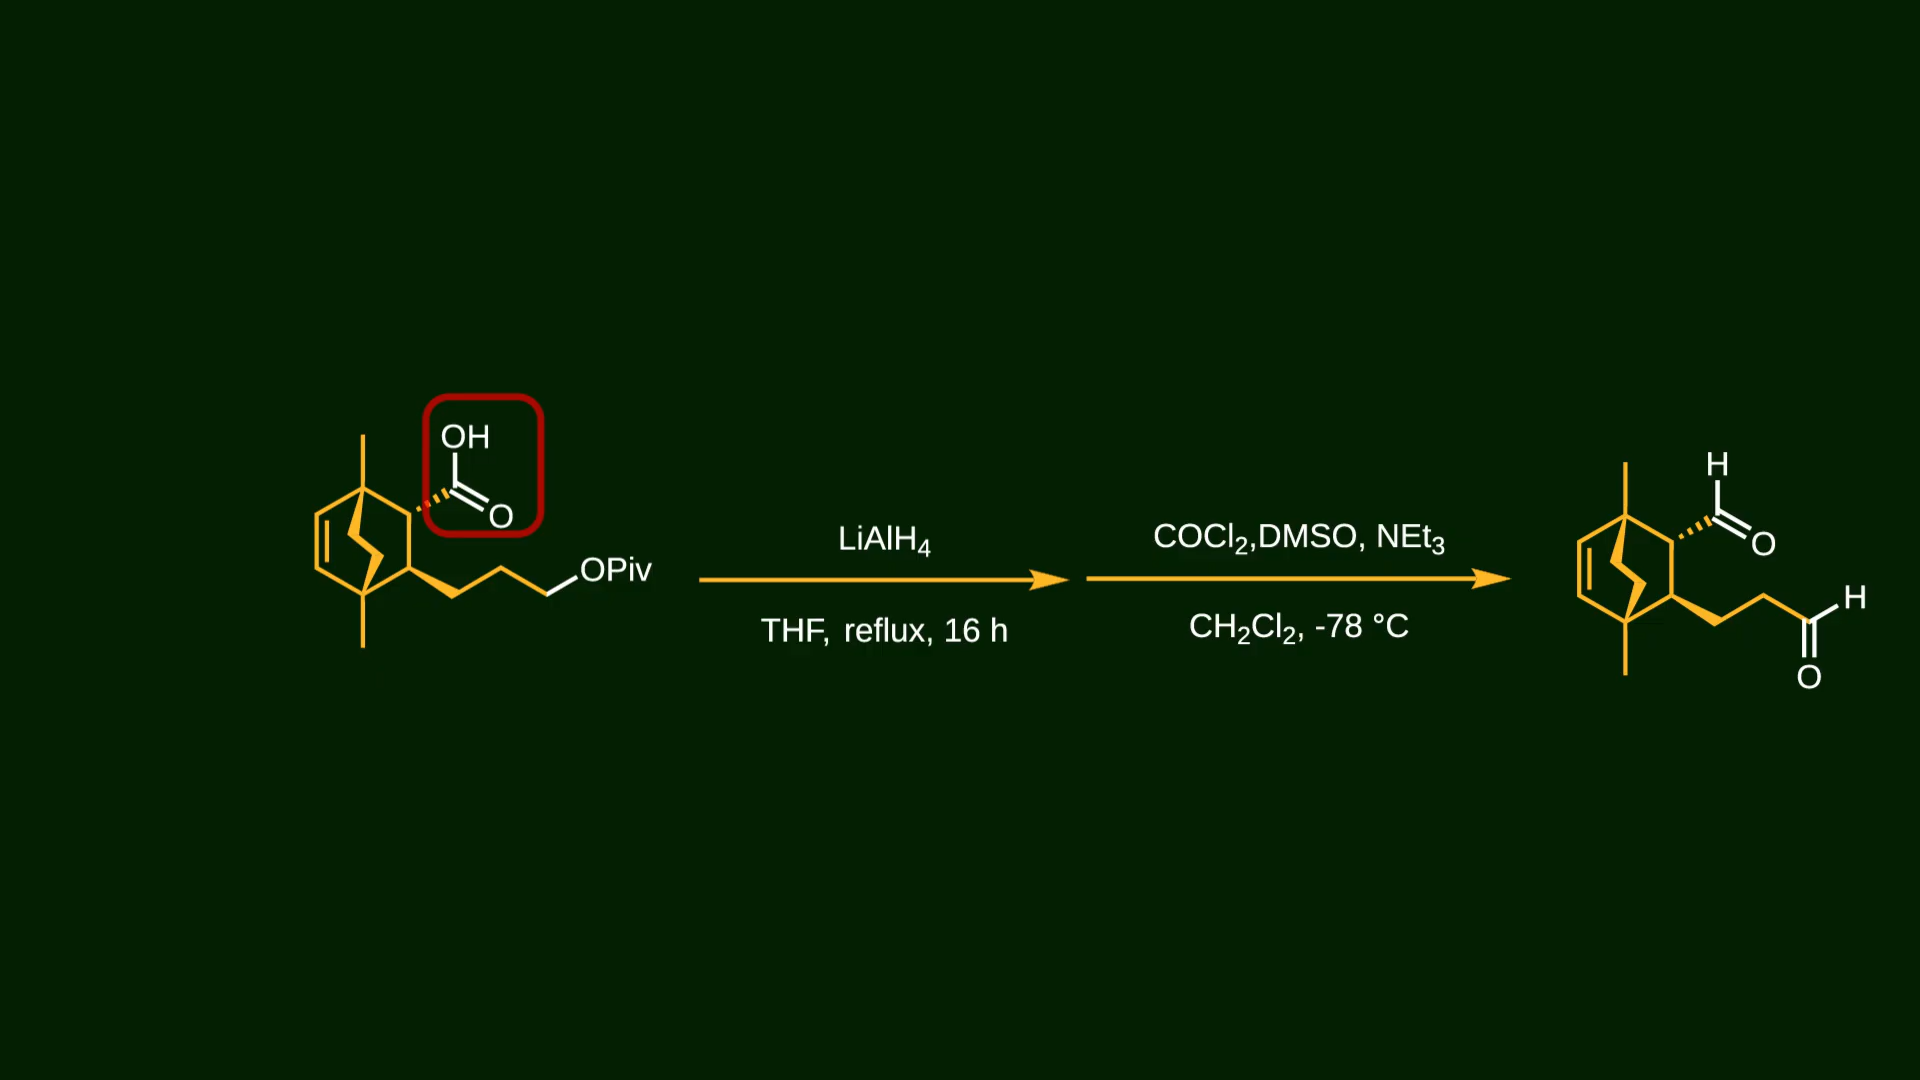 OH
O
OPiv
LiAlH₄
THF, reflux, 16 h
COCl₂,DMSO, NEt₃
CH₂Cl₂, -78 °C
H
O
H
O